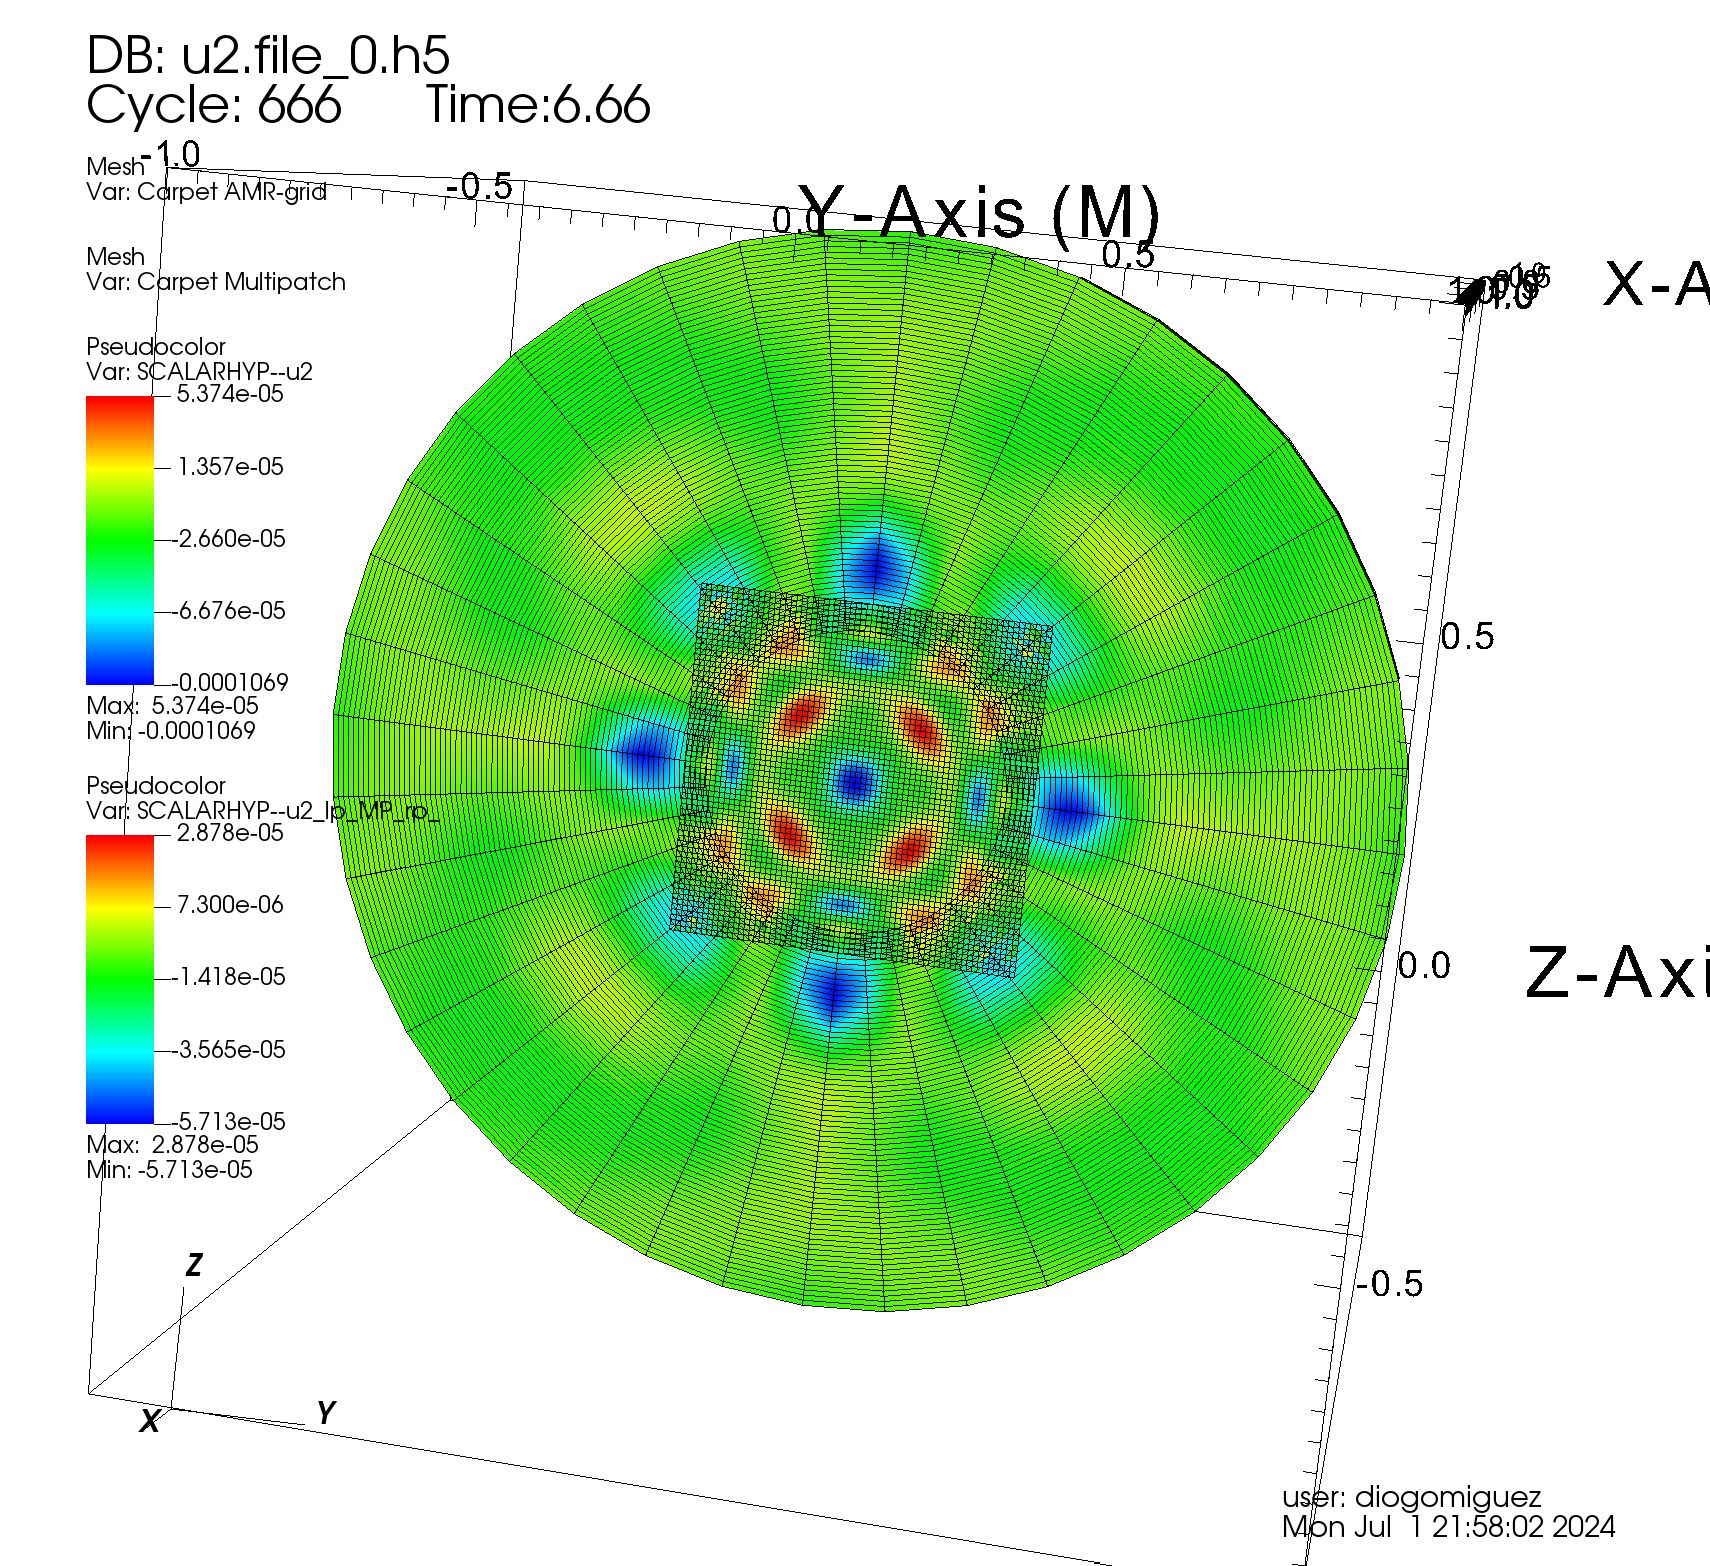 DB: u2.file_0.h5
Cycle: 666 Time:6.66
Mesh
Var: Carpet AMR-grid
Mesh
Var: Carpet Multipatch
Pseudocolor
Var: SCALARHYP--u2
5.374e-05
1.357e-05
-2.660e-05
-6.676e-05
-0.0001069
Max: 5.374e-05
Min: -0.0001069
Pseudocolor
Var: SCALARHYP--u2_lp_MP_rp_
2.878e-05
7.300e-06
-1.418e-05
-3.565e-05
-5.713e-05
Max: 2.878e-05
Min: -5.713e-05
-1.0
-0.5
0.0
Y-Axis (M)
0.5
X-A
0.5
0.0
Z-Axi
-0.5
Z
Y
X
user: diogomiguez
Mon Jul 1 21:58:02 2024